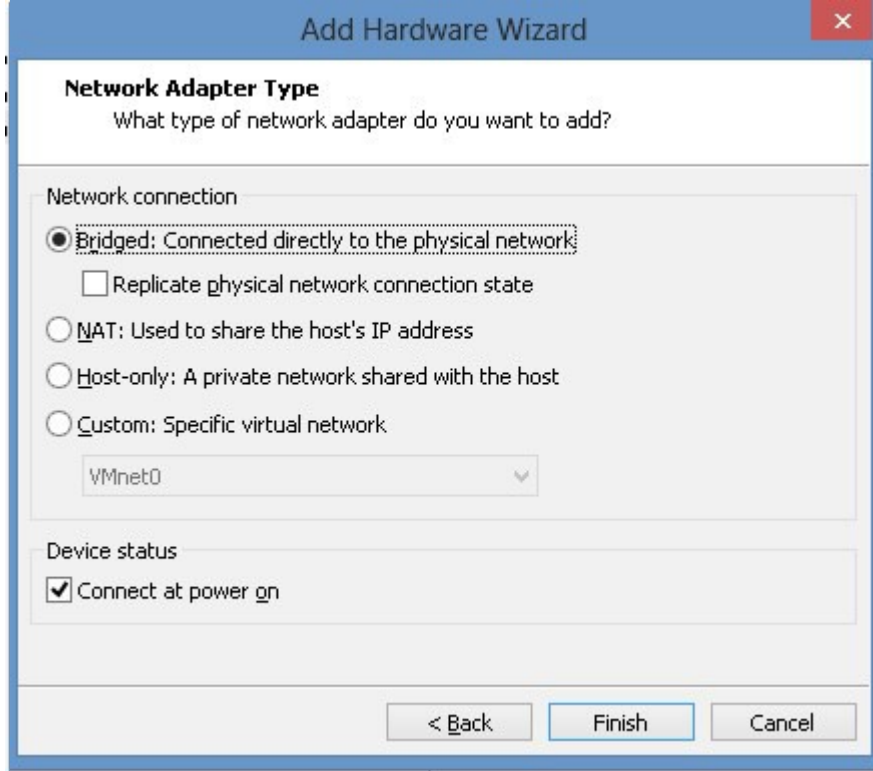 Add Hardware Wizard
Network Adapter Type
What type of network adapter do you want to add?
Network connection
Bridged: Connected directly to the physical network
Replicate physical network connection state
NAT: Used to share the host's IP address
Host-only: A private network shared with the host
Custom: Specific virtual network
VMnet0
Device status
Connect at power on
< Back Finish Cancel